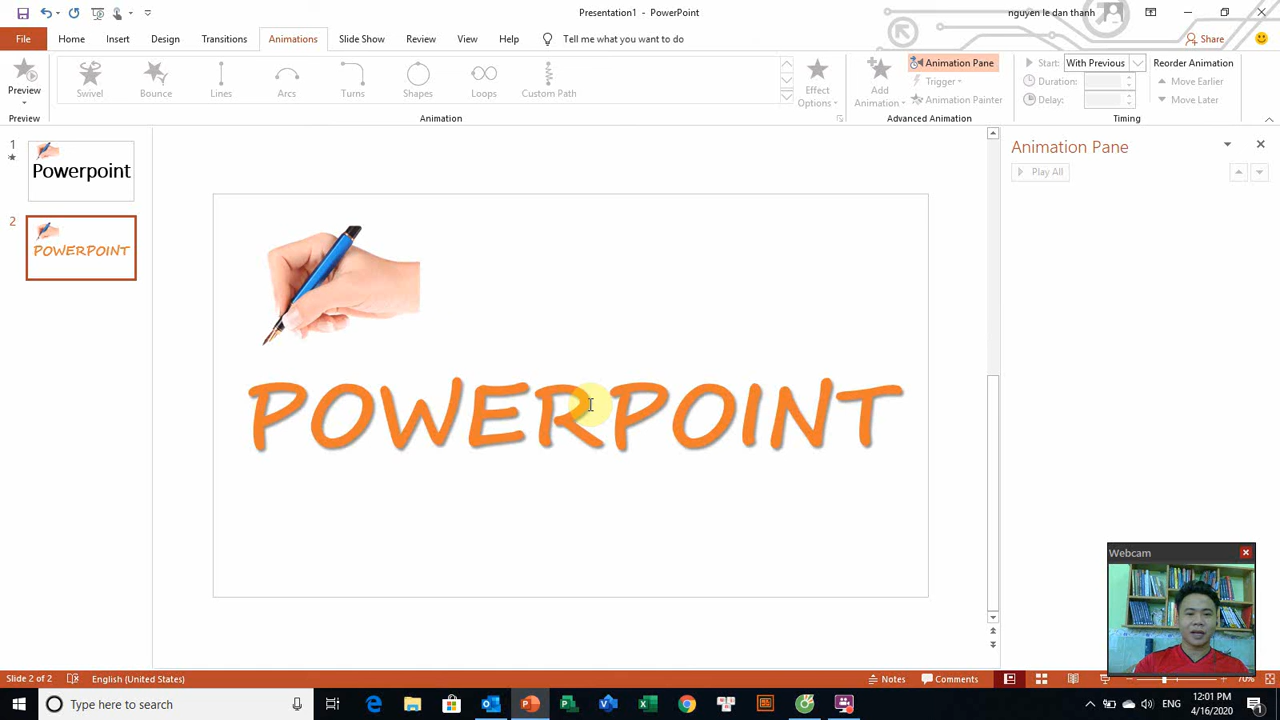 Presentation1 - PowerPoint
nguyen le dan thanh
File Home Insert Design Transitions Animations Slide Show Review View Help Tell me what you want to do Share
Preview
Swivel Bounce Lines Arcs Turns Shapes Loops Custom Path
Effect Options
Add Animation
Animation Pane
Trigger
Animation Painter
Start: With Previous
Duration:
Delay:
Reorder Animation
Move Earlier
Move Later
Preview Animation Advanced Animation Timing
1
Powerpoint
2
POWERPOINT
POWERPOINT
Animation Pane
Play All
Webcam
Slide 2 of 2 English (United States) Notes Comments 70%
Type here to search
ENG
12:01 PM
4/16/2020